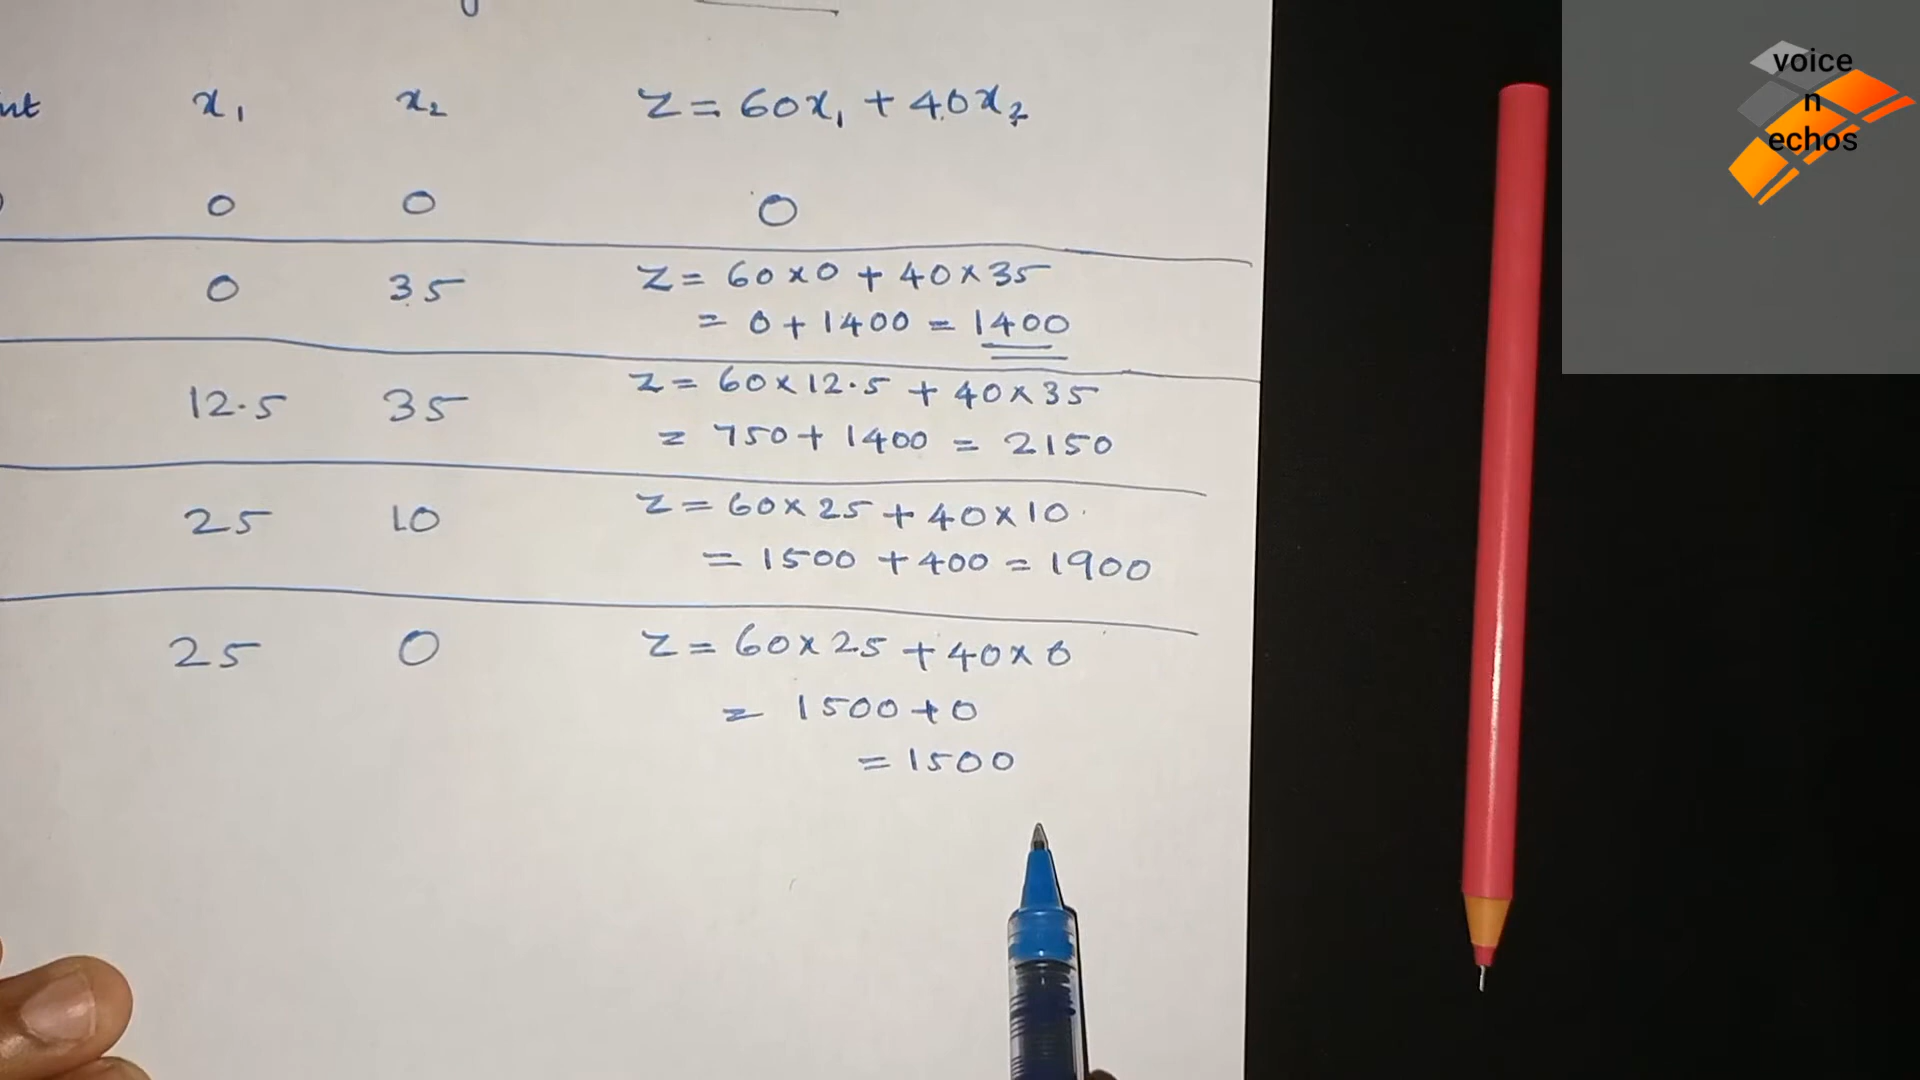 x₁ x₂ Z = 60x₁ + 40x₂
0 0 0
0 35 Z = 60×0 + 40×35
= 0 + 1400 = 1400
12.5 35 Z = 60×12.5 + 40×35
= 750 + 1400 = 2150
25 10 Z = 60×25 + 40×10
= 1500 + 400 = 1900
25 0 Z = 60×25 + 40×0
= 1500 + 0
= 1500
voice
n
echos